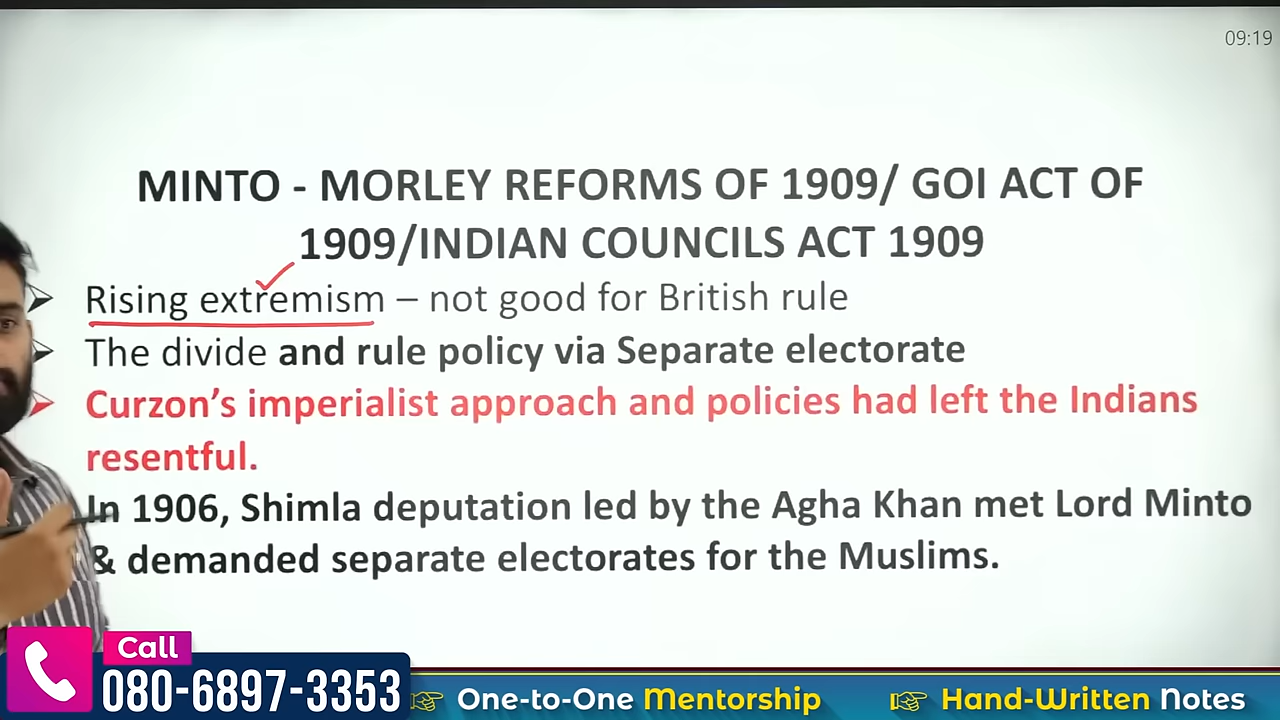 09:19
MINTO - MORLEY REFORMS OF 1909/ GOI ACT OF
1909/INDIAN COUNCILS ACT 1909
Rising extremism – not good for British rule
The divide and rule policy via Separate electorate
Curzon's imperialist approach and policies had left the Indians
resentful.
In 1906, Shimla deputation led by the Agha Khan met Lord Minto
& demanded separate electorates for the Muslims.
Call
080-6897-3353
One-to-One Mentorship
Hand-Written Notes